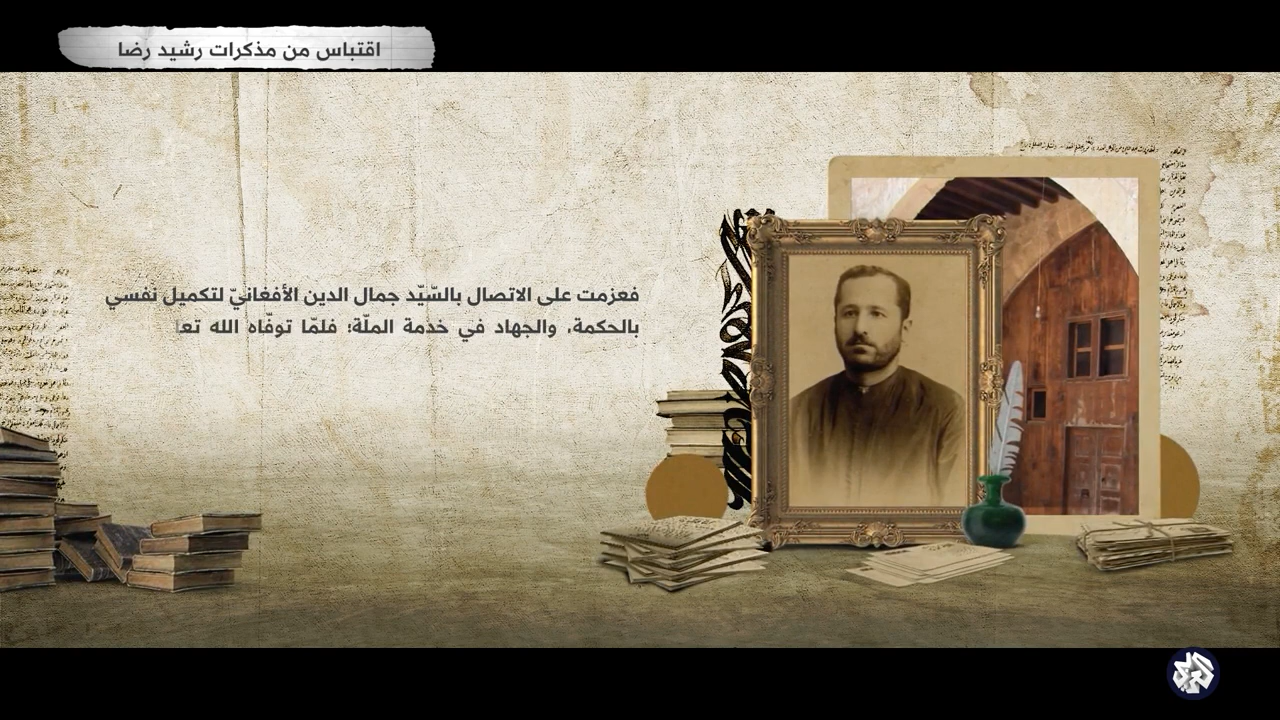 اقتباس من مذكرات رشيد رضا
فعزمت على الاتصال بالسّيّد جمال الدين الأفغانيّ لتكميل نفسي
بالحكمة، والجهاد في خدمة الملّة؛ فلمّا توفّاه الله تعا